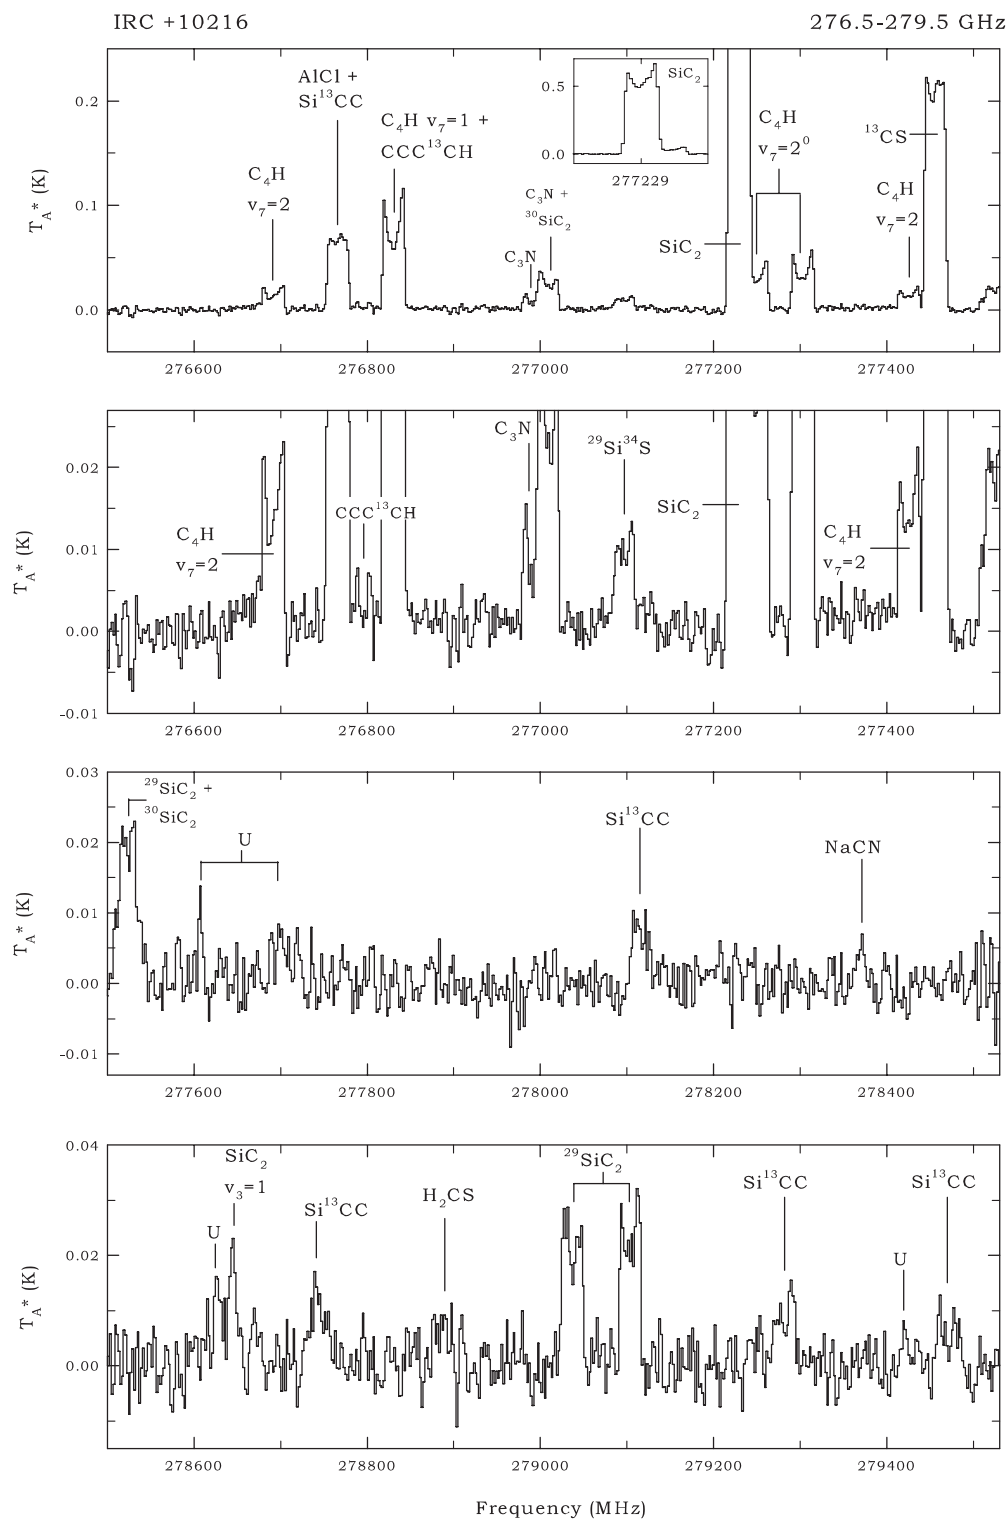 IRC +10216 276.5-279.5 GHz
AlCl +
Si¹³CC
C₄H v₇=1 +
CCC¹³CH
C₄H
v₇=2
C₃N
C₃N +
³⁰SiC₂
SiC₂
0.5
0.0
277229
SiC₂
C₄H
v₇=2⁰
¹³CS
C₄H
v₇=2
T_A* (K)
0.2
0.1
0.0
276600 276800 277000 277200 277400
C₄H
v₇=2
CCC¹³CH
C₃N
²⁹Si³⁴S
SiC₂
C₄H
v₇=2
T_A* (K)
0.02
0.01
0.00
-0.01
276600 276800 277000 277200 277400
²⁹SiC₂ +
³⁰SiC₂
U
Si¹³CC
NaCN
T_A* (K)
0.03
0.02
0.01
0.00
-0.01
277600 277800 278000 278200 278400
U
SiC₂
v₃=1
Si¹³CC
H₂CS
²⁹SiC₂
Si¹³CC
U
Si¹³CC
T_A* (K)
0.04
0.02
0.00
278600 278800 279000 279200 279400
Frequency (MHz)